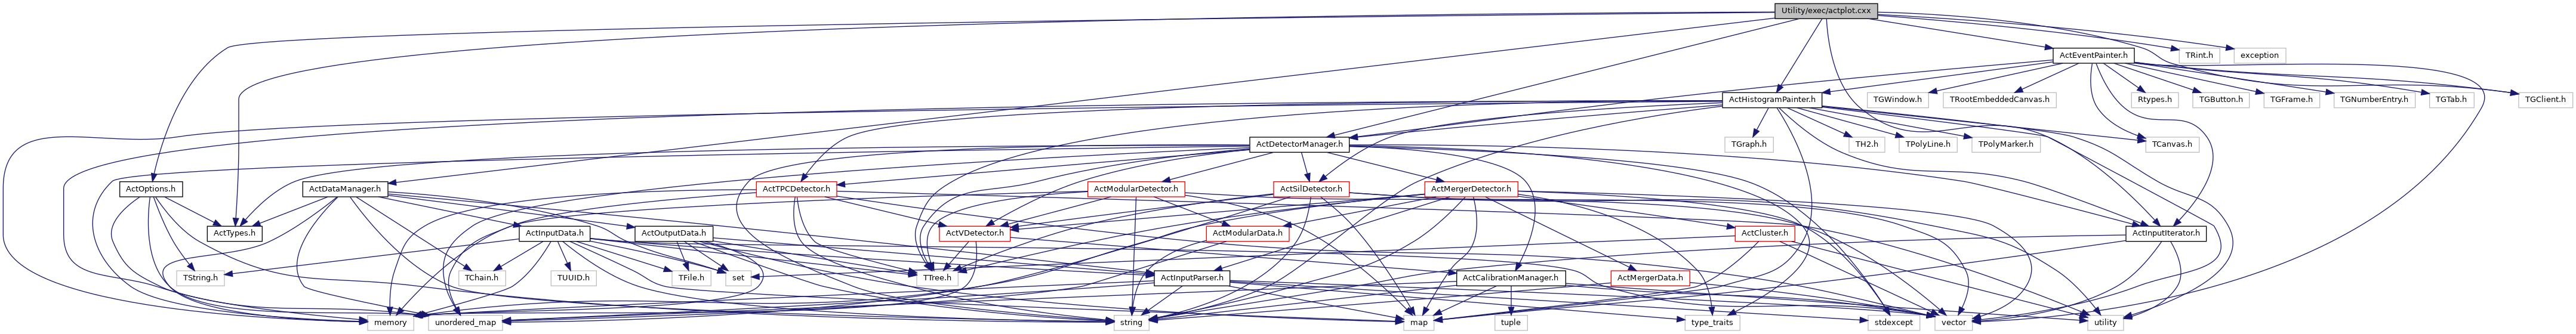 Utility/exec/actplot.cxx
ActEventPainter.h
TRint.h
exception
ActHistogramPainter.h
TGWindow.h
TRootEmbeddedCanvas.h
Rtypes.h
TGButton.h
TGFrame.h
TGNumberEntry.h
TGTab.h
TGClient.h
ActDetectorManager.h
TGraph.h
TH2.h
TPolyLine.h
TPolyMarker.h
TCanvas.h
ActOptions.h
ActDataManager.h
ActTPCDetector.h
ActModularDetector.h
ActSilDetector.h
ActMergerDetector.h
ActTypes.h
ActInputData.h
ActOutputData.h
ActVDetector.h
ActModularData.h
ActCluster.h
ActInputIterator.h
TString.h
TChain.h
TUUID.h
TFile.h
set
TTree.h
ActInputParser.h
ActCalibrationManager.h
ActMergerData.h
memory
unordered_map
string
map
tuple
type_traits
stdexcept
vector
utility